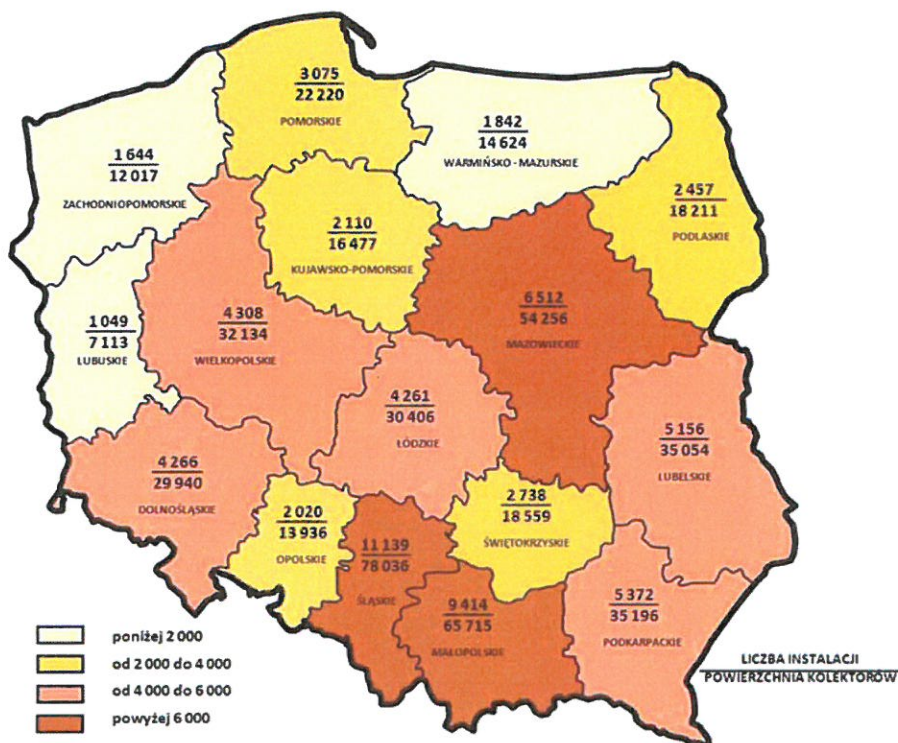 3 075
22 220
POMORSKIE
1 842
14 624
WARMIŃSKO - MAZURSKIE
1 644
12 017
ZACHODNIOPOMORSKIE
2 457
18 211
PODLASKIE
2 110
16 477
KUJAWSKO-POMORSKIE
6 512
54 256
MAZOWIECKIE
4 308
32 134
WIELKOPOLSKIE
1 049
7 113
LUBUSKIE
4 261
30 406
ŁÓDZKIE
5 156
35 054
LUBELSKIE
4 266
29 940
DOLNOŚLĄSKIE
2 020
13 936
OPOLSKIE
2 738
18 559
ŚWIĘTOKRZYSKIE
11 139
78 036
ŚLĄSKIE
9 414
65 715
MAŁOPOLSKIE
5 372
35 196
PODKARPACKIE
poniżej 2 000
od 2 000 do 4 000
od 4 000 do 6 000
powyżej 6 000
LICZBA INSTALACJI
POWIERZCHNIA KOLEKTORÓW